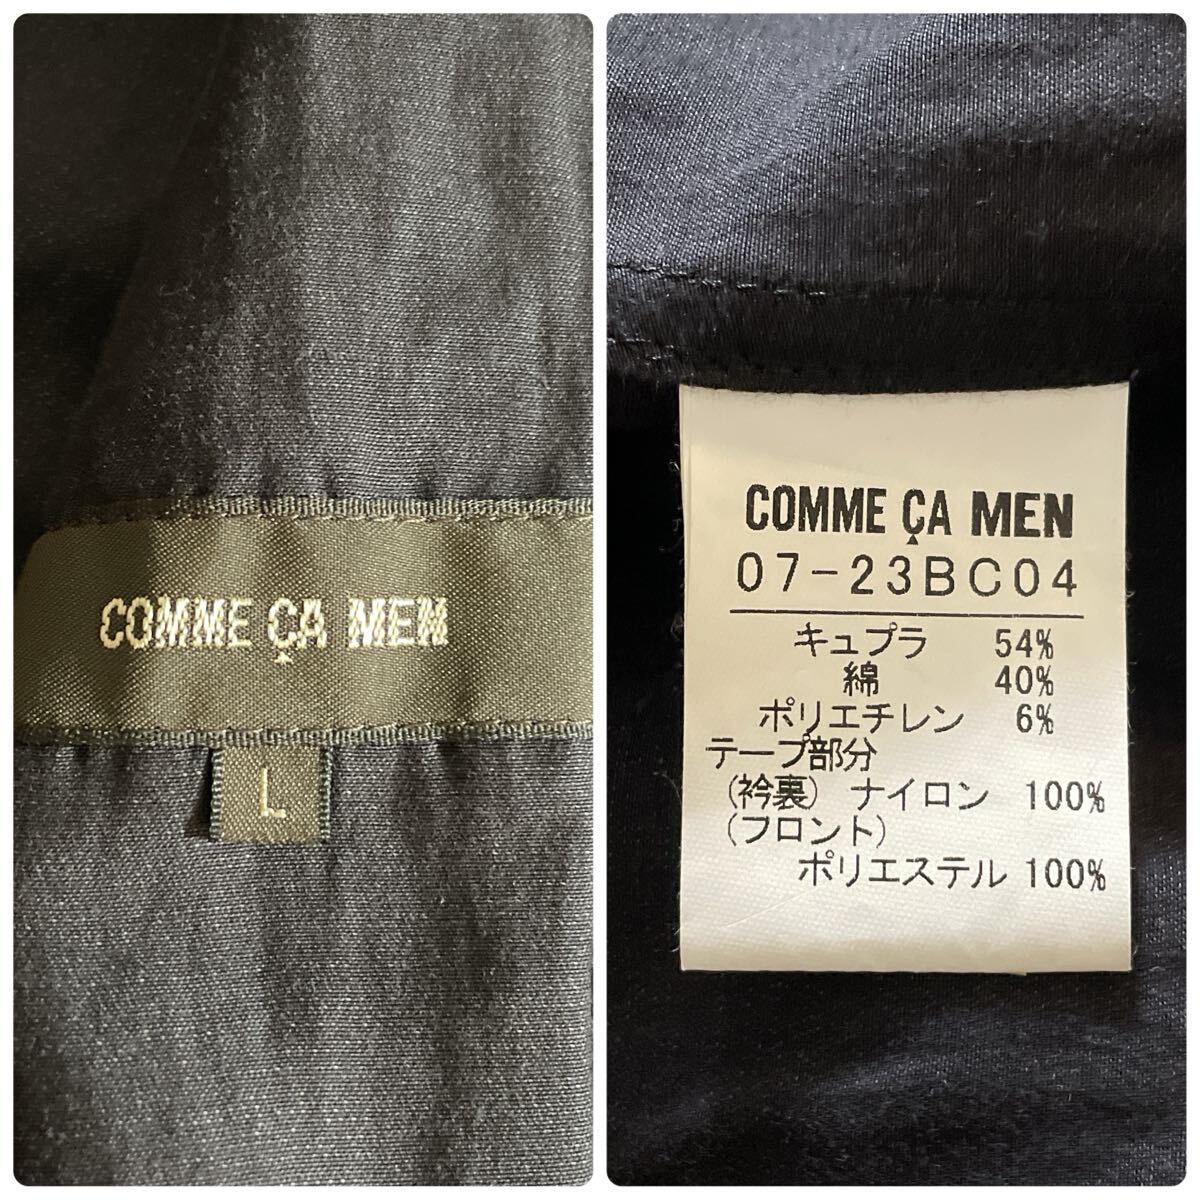 COMME ÇA MEN
L
COMME ÇA MEN
07-23BC04
キュプラ 54%
綿 40%
ポリエチレン 6%
テープ部分
(衿裏) ナイロン 100%
(フロント)
ポリエステル 100%